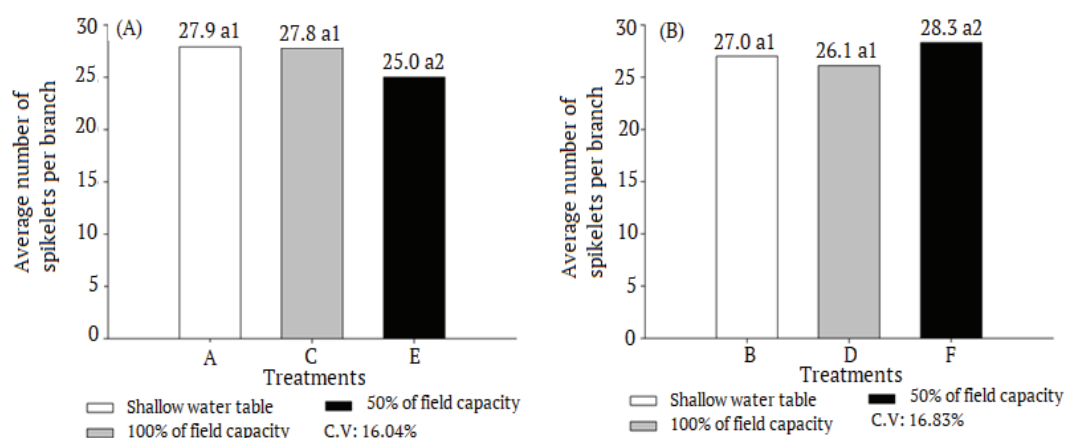 (A)
27.9 a1
27.8 a1
25.0 a2
30
25
20
15
10
5
0
Average number of
spikelets per branch
A
C
E
Treatments
Shallow water table
50% of field capacity
100% of field capacity
C.V: 16.04%
(B)
27.0 a1
26.1 a1
28.3 a2
30
25
20
15
10
5
0
Average number of
spikelets per branch
B
D
F
Treatments
Shallow water table
50% of field capacity
100% of field capacity
C.V: 16.83%